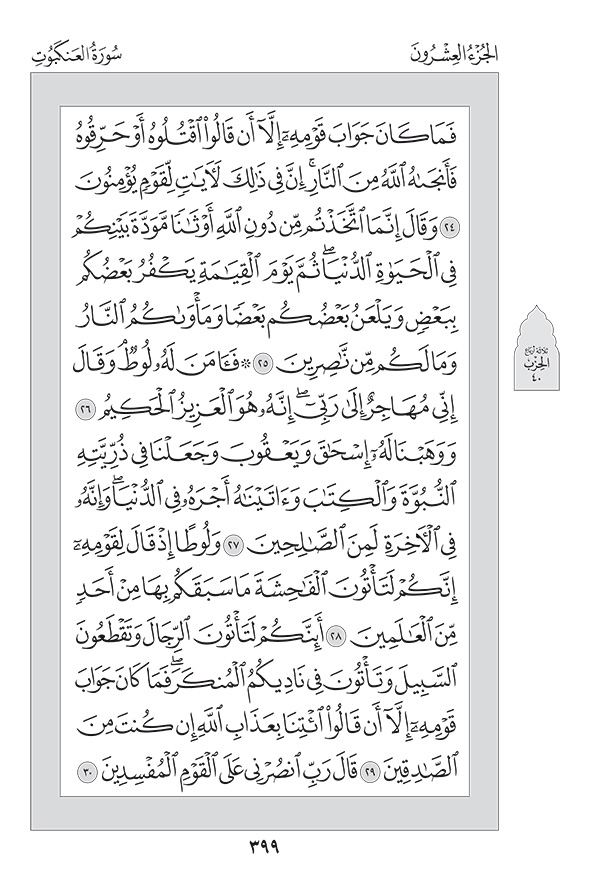 الجُزْءُ العِشْرُونَ
سُورَةُ العَنكَبُوتِ
فَمَا كَانَ جَوَابَ قَوْمِهِۦٓ إِلَّآ أَن قَالُوا۟ ٱقْتُلُوهُ أَوْ حَرِّقُوهُ
فَأَنجَىٰهُ ٱللَّهُ مِنَ ٱلنَّارِۚ إِنَّ فِى ذَٰلِكَ لَـَٔايَٰتٍ لِّقَوْمٍ يُؤْمِنُونَ
٢٤ وَقَالَ إِنَّمَا ٱتَّخَذْتُم مِّن دُونِ ٱللَّهِ أَوْثَٰنًا مَّوَدَّةَ بَيْنِكُمْ
فِى ٱلْحَيَوٰةِ ٱلدُّنْيَاۖ ثُمَّ يَوْمَ ٱلْقِيَٰمَةِ يَكْفُرُ بَعْضُكُم
بِبَعْضٍ وَيَلْعَنُ بَعْضُكُم بَعْضًا وَمَأْوَىٰكُمُ ٱلنَّارُ
وَمَا لَكُم مِّن نَّٰصِرِينَ ٢٥ ۞ فَـَٔامَنَ لَهُۥ لُوطٌۘ وَقَالَ
إِنِّى مُهَاجِرٌ إِلَىٰ رَبِّىٓۖ إِنَّهُۥ هُوَ ٱلْعَزِيزُ ٱلْحَكِيمُ ٢٦
وَوَهَبْنَا لَهُۥٓ إِسْحَٰقَ وَيَعْقُوبَ وَجَعَلْنَا فِى ذُرِّيَّتِهِ
ٱلنُّبُوَّةَ وَٱلْكِتَٰبَ وَءَاتَيْنَٰهُ أَجْرَهُۥ فِى ٱلدُّنْيَاۖ وَإِنَّهُۥ
فِى ٱلْـَٔاخِرَةِ لَمِنَ ٱلصَّٰلِحِينَ ٢٧ وَلُوطًا إِذْ قَالَ لِقَوْمِهِۦٓ
إِنَّكُمْ لَتَأْتُونَ ٱلْفَٰحِشَةَ مَا سَبَقَكُم بِهَا مِنْ أَحَدٍ
مِّنَ ٱلْعَٰلَمِينَ ٢٨ أَئِنَّكُمْ لَتَأْتُونَ ٱلرِّجَالَ وَتَقْطَعُونَ
ٱلسَّبِيلَ وَتَأْتُونَ فِى نَادِيكُمُ ٱلْمُنكَرَۖ فَمَا كَانَ جَوَابَ
قَوْمِهِۦٓ إِلَّآ أَن قَالُوا۟ ٱئْتِنَا بِعَذَابِ ٱللَّهِ إِن كُنتَ مِنَ
ٱلصَّٰدِقِينَ ٢٩ قَالَ رَبِّ ٱنصُرْنِى عَلَى ٱلْقَوْمِ ٱلْمُفْسِدِينَ ٣٠
ثلاثة أرباع
الحزب
٤٠
٣٩٩